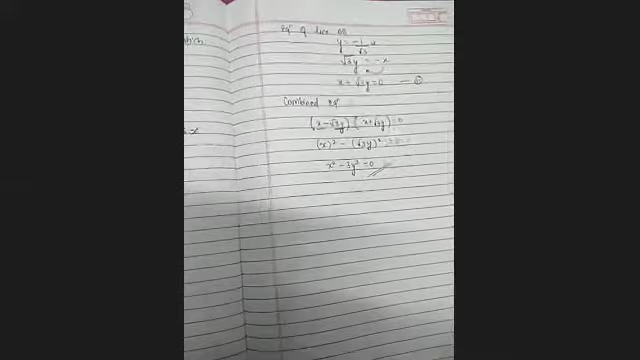 which
x
Eqn of line OB
y = -1/√3 x
√3y = -x
x + √3y = 0 — ②
Combined eqn
(x - √3y) (x + √3y) = 0
(x)² - (√3y)² = 0
x² - 3y² = 0